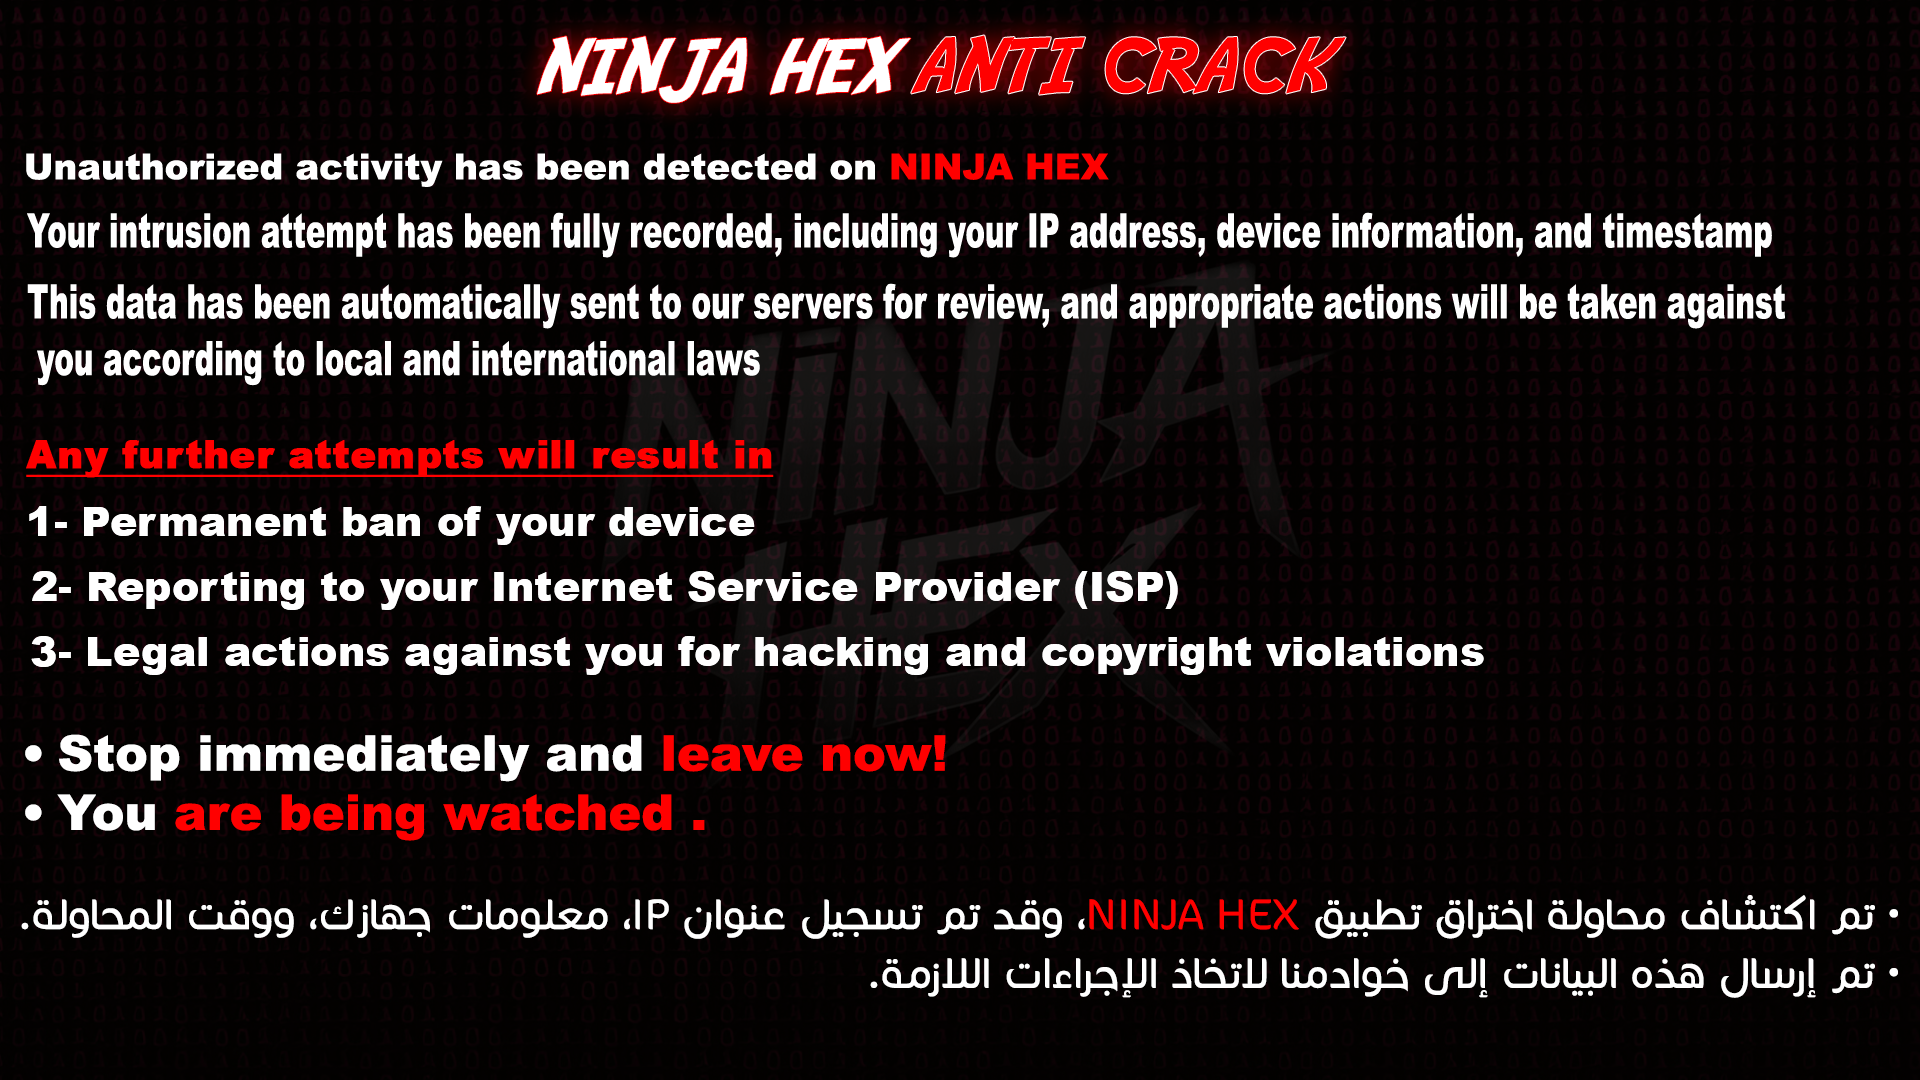 NINJA HEX ANTI CRACK
Unauthorized activity has been detected on NINJA HEX
Your intrusion attempt has been fully recorded, including your IP address, device information, and timestamp
This data has been automatically sent to our servers for review, and appropriate actions will be taken against
you according to local and international laws
NINJA
HEX
Any further attempts will result in
1- Permanent ban of your device
2- Reporting to your Internet Service Provider (ISP)
3- Legal actions against you for hacking and copyright violations
• Stop immediately and leave now!
• You are being watched .
• تم اكتشاف محاولة اختراق تطبيق NINJA HEX، وقد تم تسجيل عنوان IP، معلومات جهازك، ووقت المحاولة.
• تم إرسال هذه البيانات إلى خوادمنا لاتخاذ الإجراءات اللازمة.